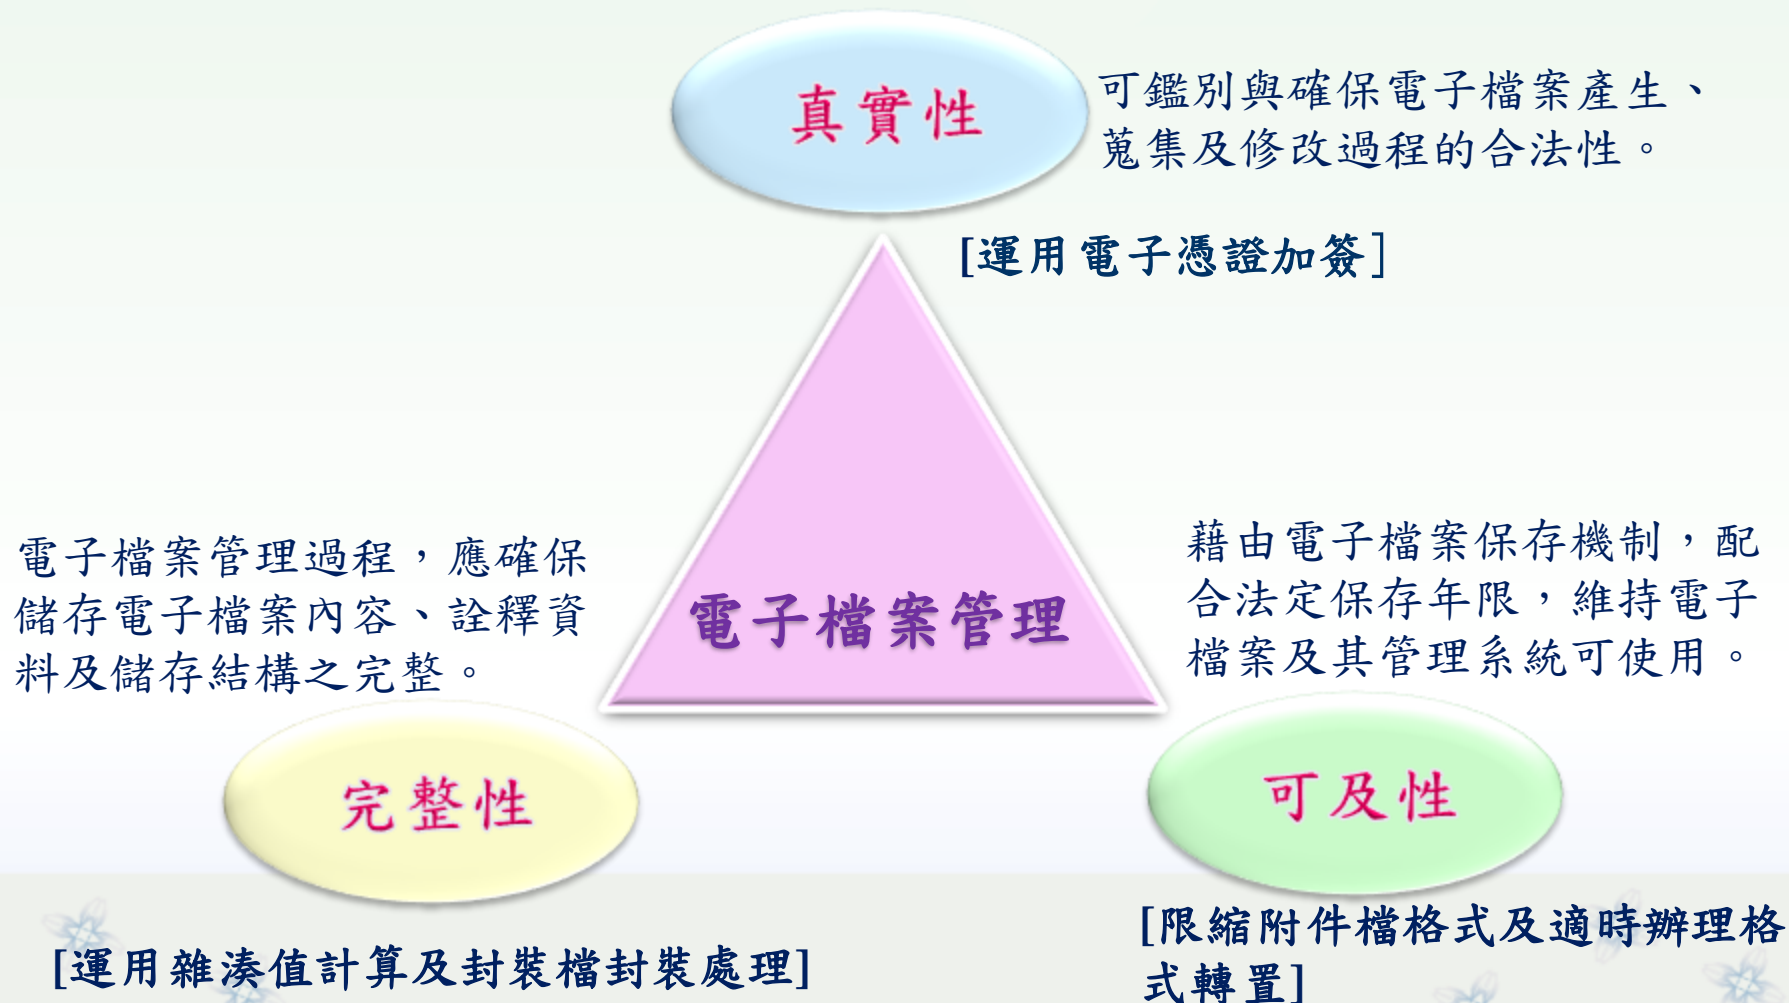 真實性
可鑑別與確保電子檔案產生、
蒐集及修改過程的合法性。
[運用電子憑證加簽]
電子檔案管理
電子檔案管理過程，應確保
儲存電子檔案內容、詮釋資
料及儲存結構之完整。
完整性
[運用雜湊值計算及封裝檔封裝處理]
藉由電子檔案保存機制，配
合法定保存年限，維持電子
檔案及其管理系統可使用。
可及性
[限縮附件檔格式及適時辦理格
式轉置]